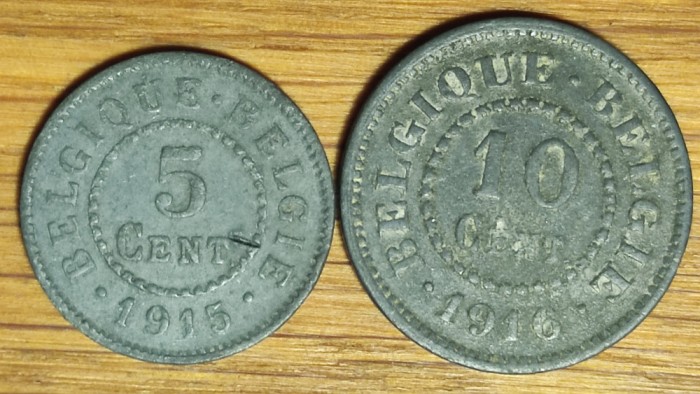 BELGIQUE · BELGIE ·
5
CENT
· 1915 ·
BELGIQUE · BELGIE ·
10
CENT
· 1916 ·